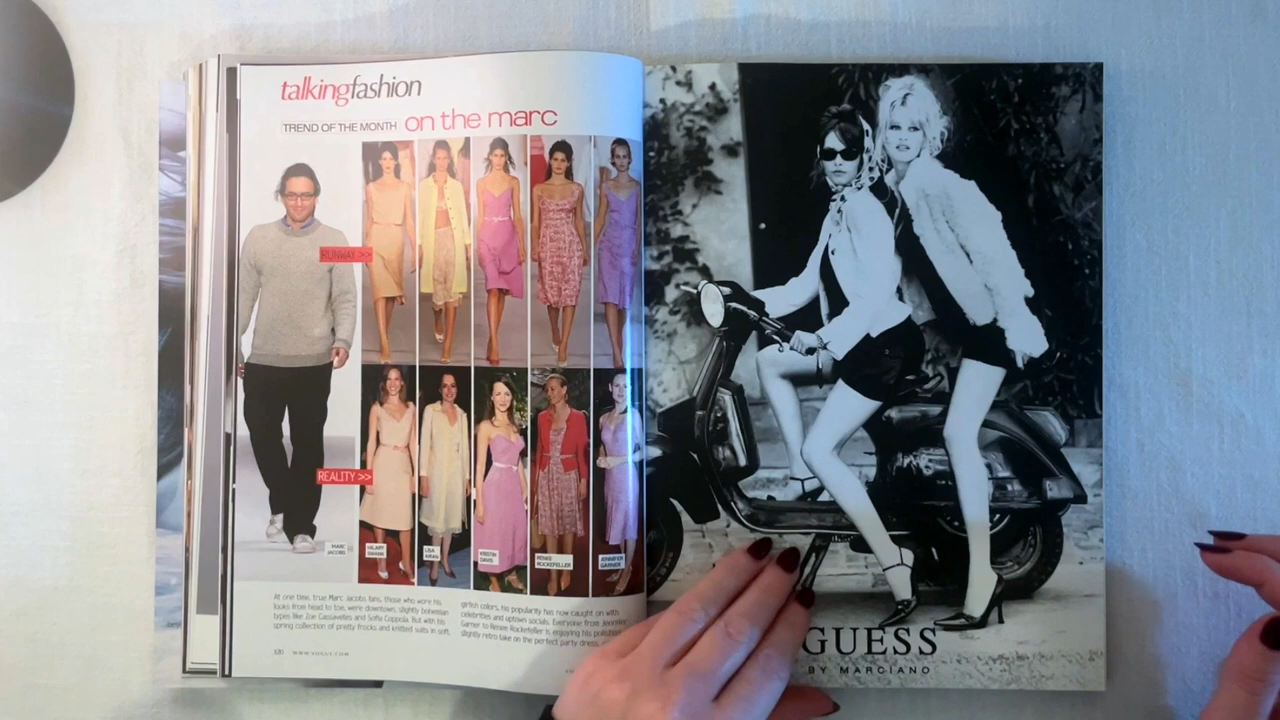 talkingfashion
TREND OF THE MONTH on the marc
RUNWAY >>
REALITY >>
MARC
JACOBS
HILARY
SWANK
LISA
AIRAN
KRISTIN
DAVIS
RENÉE
ROCKEFELLER
JENNIFER
GARNER
At one time, true Marc Jacobs fans, those who wore his
looks from head to toe, were downtown, slightly bohemian
types like Zoe Cassavetes and Sofia Coppola. But with his
spring collection of pretty frocks and knitted suits in soft,
girlish colors, his popularity has now caught on with
celebrities and uptown socials. Everyone from Jennifer
Garner to Renée Rockefeller is enjoying his polished,
slightly retro take on the perfect party dress.
120 WWW.VOGUE.COM
GUESS
BY MARCIANO